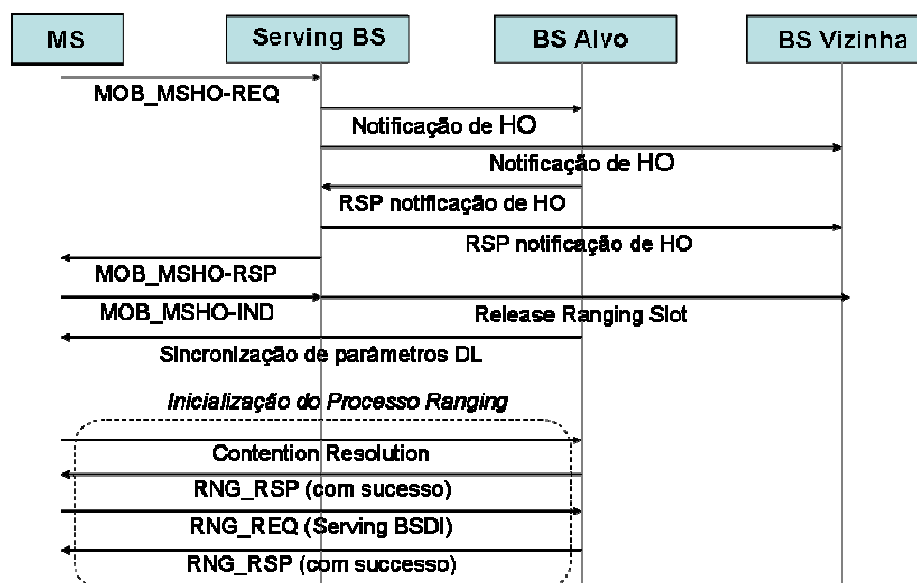 MS
Serving BS
BS Alvo
BS Vizinha
MOB_MSHO-REQ
Notificação de HO
Notificação de HO
RSP notificação de HO
RSP notificação de HO
MOB_MSHO-RSP
MOB_MSHO-IND
Release Ranging Slot
Sincronização de parâmetros DL
Inicialização do Processo Ranging
Contention Resolution
RNG_RSP (com sucesso)
RNG_REQ (Serving BSDI)
RNG_RSP (com successo)